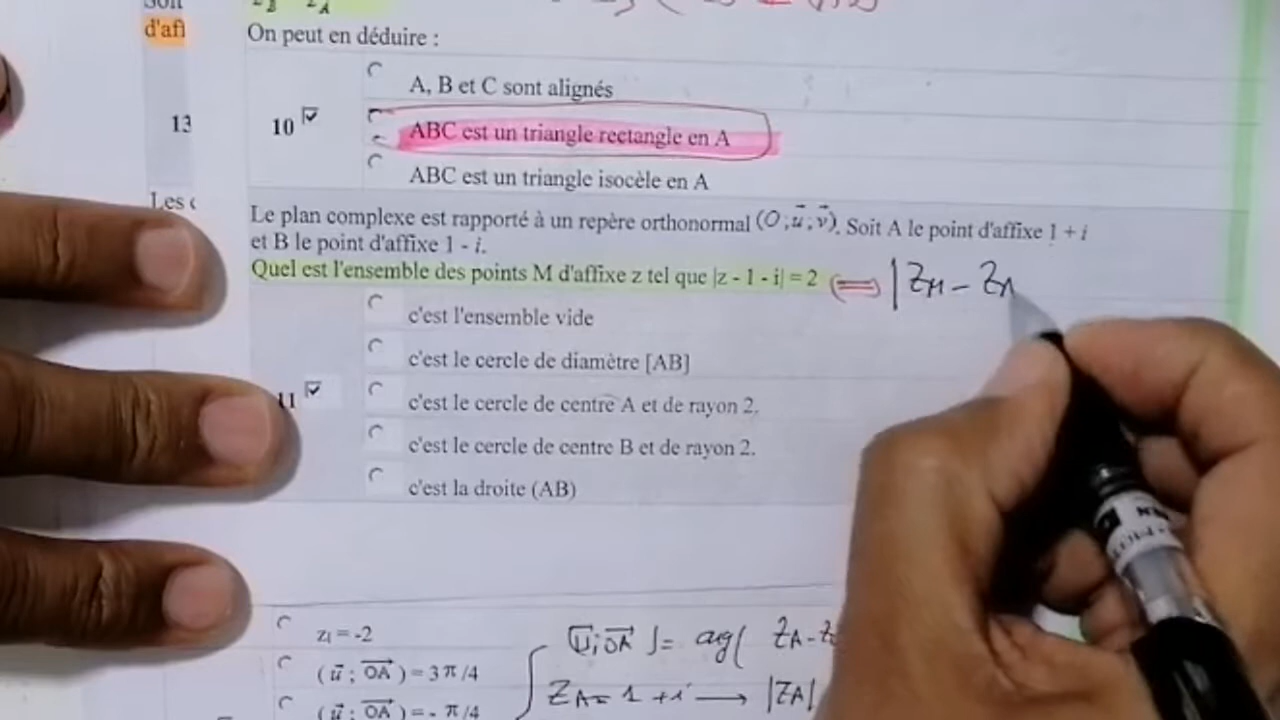 d'afl
On peut en déduire :
A, B et C sont alignés
13
10
ABC est un triangle rectangle en A
ABC est un triangle isocèle en A
Les
Le plan complexe est rapporté à un repère orthonormal (O ; u⃗ ; v⃗). Soit A le point d'affixe 1 + i
et B le point d'affixe 1 - i.
Quel est l'ensemble des points M d'affixe z tel que |z - 1 - i| = 2 ⟺ | ZM - ZA
c'est l'ensemble vide
c'est le cercle de diamètre [AB]
11
c'est le cercle de centre A et de rayon 2.
c'est le cercle de centre B et de rayon 2.
c'est la droite (AB)
z₁ = -2
(u⃗ ; OA⃗) = 3 π /4
(u⃗ ; OA⃗) = - π /4
ZA = 1 + i → |ZA|